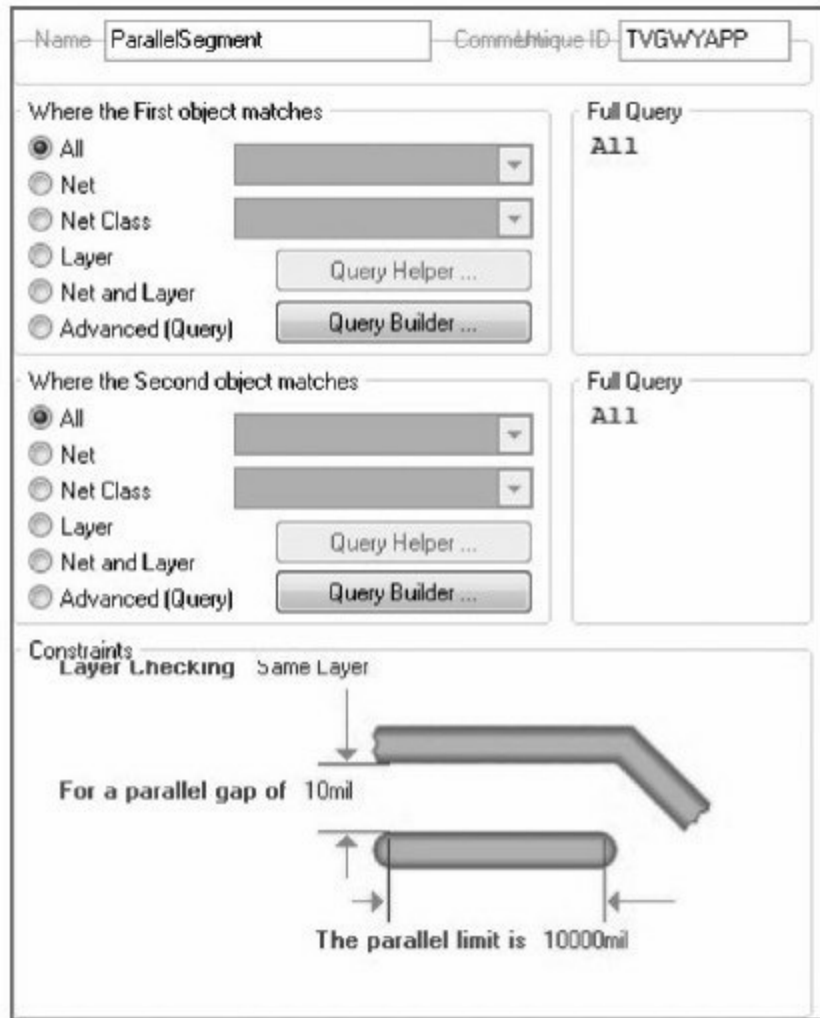 Name ParallelSegment Comment Unique ID TVGWYAPP
Where the First object matches
All
Net
Net Class
Layer
Query Helper ...
Net and Layer
Query Builder ...
Advanced (Query)
Full Query
All
Where the Second object matches
All
Net
Net Class
Layer
Query Helper ...
Net and Layer
Query Builder ...
Advanced (Query)
Full Query
All
Constraints
Layer Checking Same Layer
For a parallel gap of 10mil
The parallel limit is 10000mil